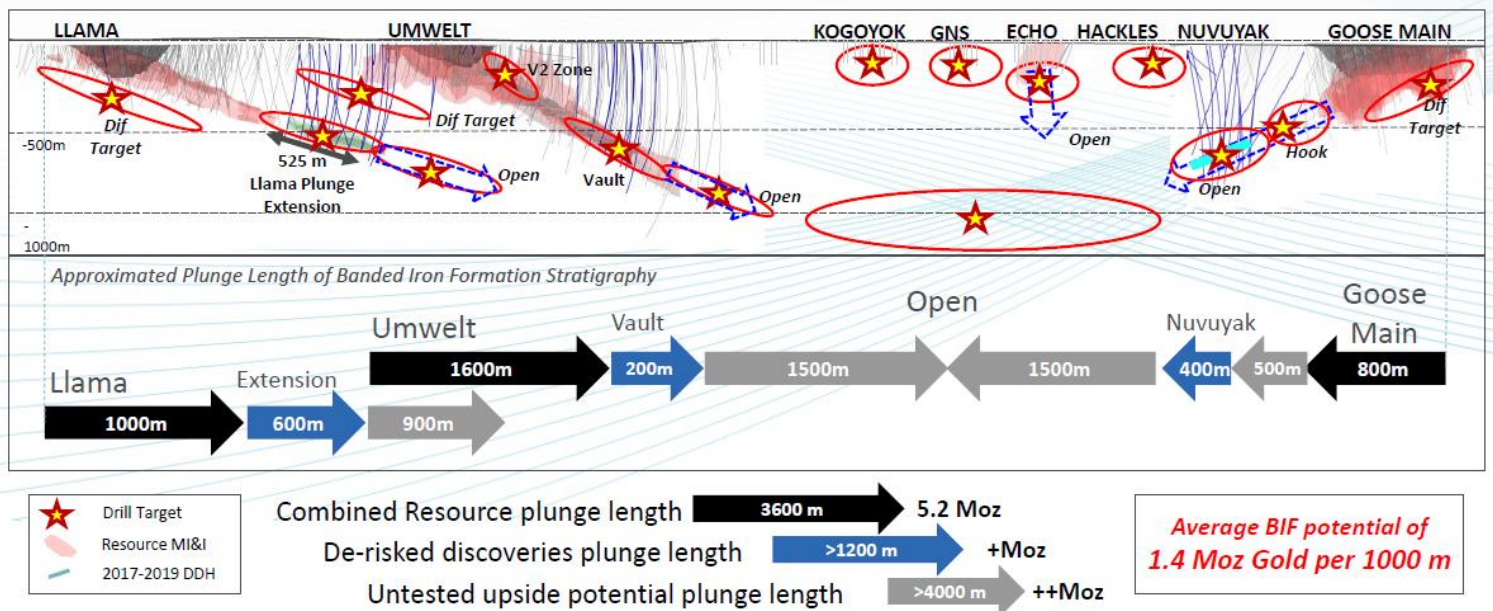 LLAMA UMWELT KOGOYOK GNS ECHO HACKLES NUVUYAK GOOSE MAIN
V2 Zone
Dif Target
Dif Target
Dif Target
-500m
525 m
Llama Plunge Extension
Open
Vault
Open
Open
Hook
Open
-
1000m
Approximated Plunge Length of Banded Iron Formation Stratigraphy
Goose
Main
Open
Umwelt Vault Nuvuyak
1600m 200m 1500m 1500m 400m 500m 800m
Llama Extension
1000m 600m 900m
Drill Target
Resource MI&I
2017-2019 DDH
Combined Resource plunge length 3600 m 5.2 Moz
De-risked discoveries plunge length >1200 m +Moz
Untested upside potential plunge length >4000 m ++Moz
Average BIF potential of
1.4 Moz Gold per 1000 m